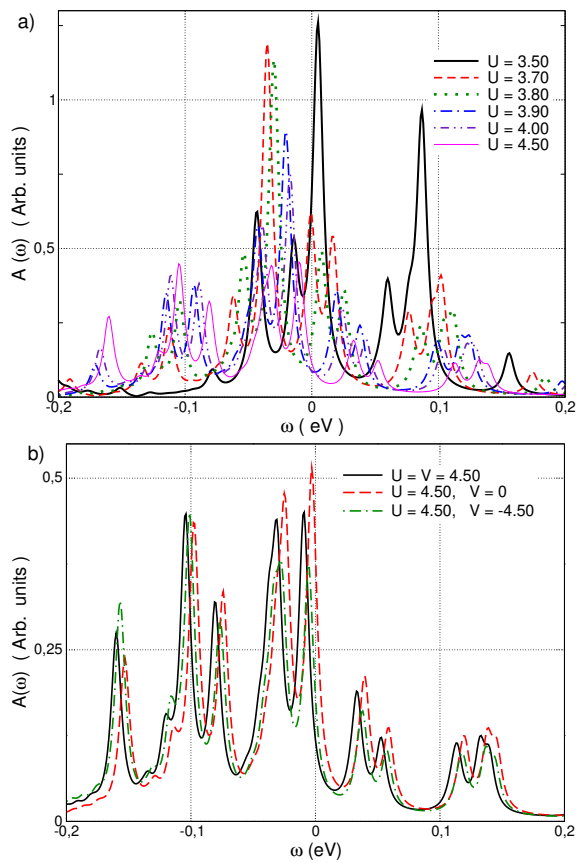 a)
A (ω) ( Arb. units )
1
0,5
0
-0,2
-0,1
0
0,1
0,2
ω ( eV )
U = 3.50
U = 3.70
U = 3.80
U = 3.90
U = 4.00
U = 4.50
b)
A(ω) ( Arb. units )
0,5
0,25
0
-0,2
-0,1
0
0,1
0,2
ω (eV)
U = V = 4.50
U = 4.50, V = 0
U = 4.50, V = -4.50